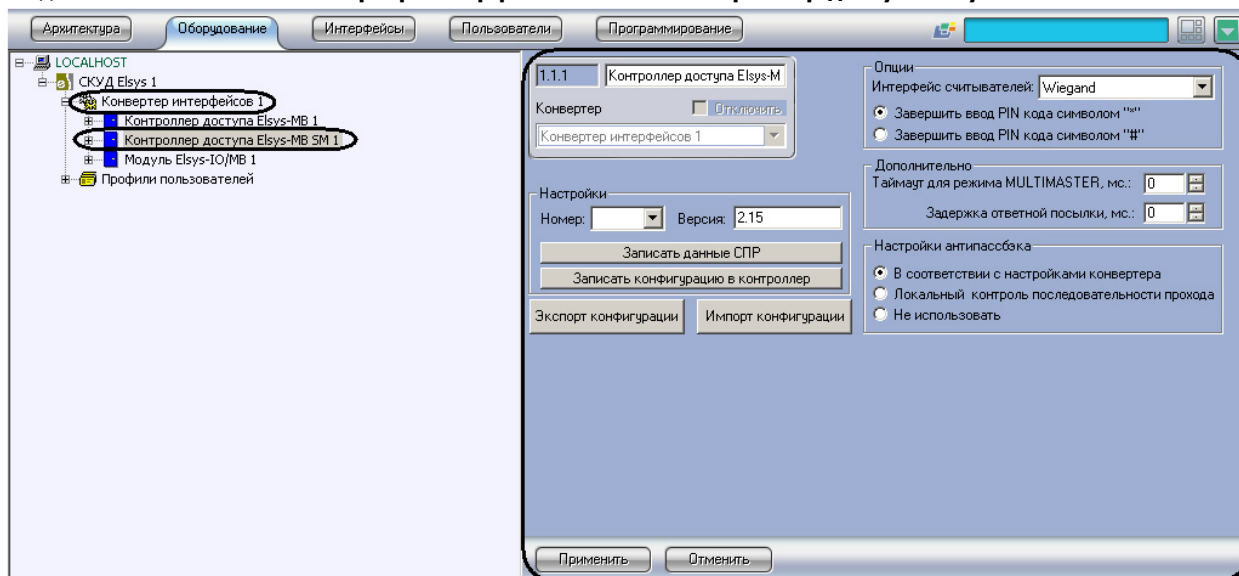 Архитектура Оборудование Интерфейсы Пользователи Программирование
LOCALHOST
СКУД Elsys 1
Конвертер интерфейсов 1
Контроллер доступа Elsys-MB 1
Контроллер доступа Elsys-MB SM 1
Модуль Elsys-IO/MB 1
Профили пользователей
1.1.1 Контроллер доступа Elsys-M
Конвертер Отключить
Конвертер интерфейсов 1
Настройки
Номер: Версия: 2.15
Записать данные СПР
Записать конфигурацию в контроллер
Экспорт конфигурации Импорт конфигурации
Опции
Интерфейс считывателей: Wiegand
Завершить ввод PIN кода символом "*"
Завершить ввод PIN кода символом "#"
Дополнительно
Таймаут для режима MULTIMASTER, мс.: 0
Задержка ответной посылки, мс.: 0
Настройки антипассбэка
В соответствии с настройками конвертера
Локальный контроль последовательности прохода
Не использовать
Применить Отменить